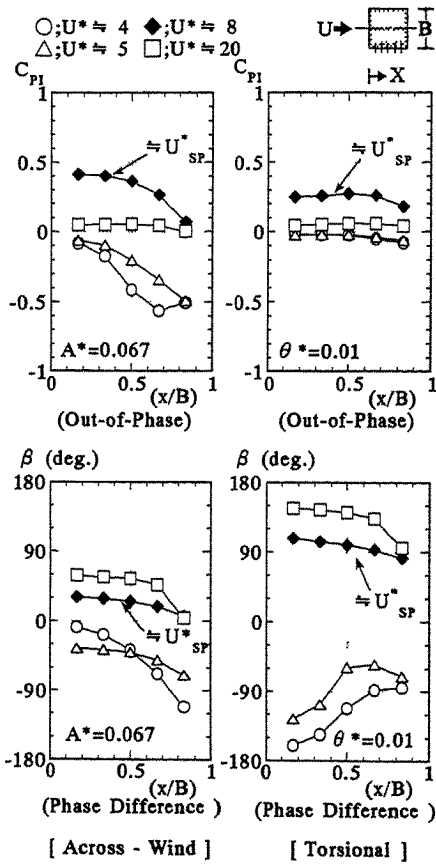 ○;U*≒ 4 ◆;U*≒ 8
△;U*≒ 5 □;U*≒20
U B
X
C_PI C_PI
1 1
≒ U*_SP ≒ U*_SP
0.5 0.5
0 0
-0.5 -0.5
A*=0.067 θ*=0.01
-1 -1
0 0.5 1 0 0.5 1
(x/B) (x/B)
(Out-of-Phase) (Out-of-Phase)
β (deg.) β (deg.)
180 180
90 90
≒ U*_SP ≒ U*_SP
0 0
-90 -90
A*=0.067 θ*=0.01
-180 -180
0 0.5 1 0 0.5 1
(x/B) (x/B)
(Phase Difference ) (Phase Difference )
[ Across - Wind ] [ Torsional ]